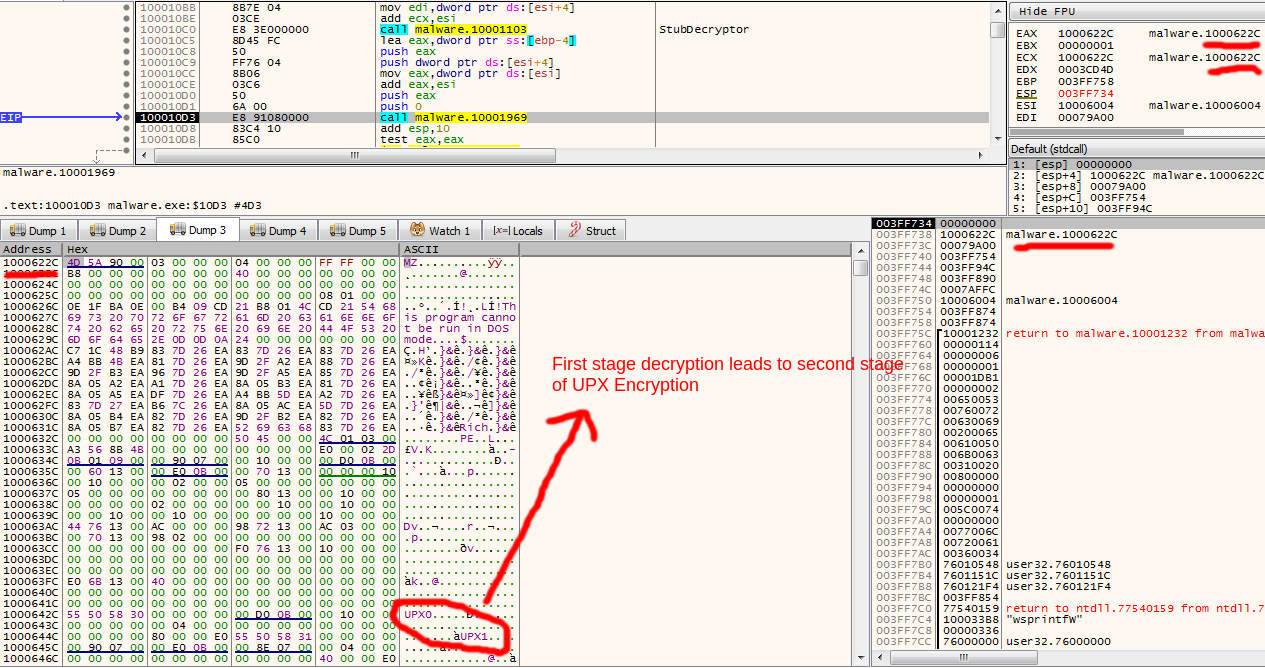 100010BB 8B7E 04 mov edi,dword ptr ds:[esi+4]
100010BE 03CE add ecx,esi
100010C0 E8 3E000000 call malware.10001103 StubDecryptor
100010C5 8D45 FC lea eax,dword ptr ss:[ebp-4]
100010C8 50 push eax
100010C9 FF76 04 push dword ptr ds:[esi+4]
100010CC 8B06 mov eax,dword ptr ds:[esi]
100010CE 03C6 add eax,esi
100010D0 50 push eax
100010D1 6A 00 push 0
EIP 100010D3 E8 91080000 call malware.10001969
100010D8 83C4 10 add esp,10
100010DB 85C0 test eax,eax
Hide FPU
EAX 1000622C malware.1000622C
EBX 00000001
ECX 1000622C malware.1000622C
EDX 0003CD4D
EBP 003FF758
ESP 003FF734
ESI 10006004 malware.10006004
EDI 00079A00
Default (stdcall)
1: [esp] 00000000
2: [esp+4] 1000622C malware.1000622C
3: [esp+8] 00079A00
4: [esp+C] 003FF754
5: [esp+10] 003FF94C
malware.10001969
.text:100010D3 malware.exe:$10D3 #4D3
Dump 1 Dump 2 Dump 3 Dump 4 Dump 5 Watch 1 [x=] Locals Struct
Address Hex ASCII
1000622C 4D 5A 90 00 03 00 00 00 04 00 00 00 FF FF 00 00 MZ..........ÿÿ..
B8 00 00 00 00 00 00 00 40 00 00 00 00 00 00 00 ........@.......
1000624C 00 00 00 00 00 00 00 00 00 00 00 00 00 00 00 00 ................
1000625C 00 00 00 00 00 00 00 00 00 00 00 00 08 01 00 00 ................
1000626C 0E 1F BA 0E 00 B4 09 CD 21 B8 01 4C CD 21 54 68 ..º..´.Í!¸.LÍ!Th
1000627C 69 73 20 70 72 6F 67 72 61 6D 20 63 61 6E 6E 6F is program canno
1000628C 74 20 62 65 20 72 75 6E 20 69 6E 20 44 4F 53 20 t be run in DOS
1000629C 6D 6F 64 65 2E 0D 0D 0A 24 00 00 00 00 00 00 00 mode....$.......
100062AC C7 1C 48 B9 83 7D 26 EA 83 7D 26 EA 83 7D 26 EA
100062BC A4 BB 4B EA 81 7D 26 EA 9D 2F A2 EA 88 7D 26 EA
100062CC 9D 2F B3 EA 96 7D 26 EA 9D 2F A5 EA 85 7D 26 EA
100062DC 8A 05 A2 EA A1 7D 26 EA 8A 05 B3 EA 81 7D 26 EA
100062EC 8A 05 A5 EA DF 7D 26 EA A4 BB 5D EA A2 7D 26 EA
100062FC 83 7D 27 EA B6 7C 26 EA 8A 05 AC EA 5D 7D 26 EA
1000630C 8A 05 B4 EA 82 7D 26 EA 9D 2F B2 EA 82 7D 26 EA
1000631C 8A 05 B7 EA 82 7D 26 EA 52 69 63 68 83 7D 26 EA
1000632C 00 00 00 00 00 00 00 00 50 45 00 00 4C 01 03 00 ........PE..L...
1000633C A3 56 8B 4B 00 00 00 00 00 00 00 00 E0 00 02 2D £V.K........à..-
1000634C 0B 01 09 00 00 90 07 00 00 10 00 00 00 D0 0B 00 .............Ð..
1000635C 00 60 13 00 00 E0 0B 00 00 70 13 00 00 00 00 10 .`...à...p......
1000636C 00 10 00 00 00 02 00 00 05 00 00 00 00 00 00 00 ................
1000637C 05 00 00 00 00 00 00 00 00 80 13 00 00 10 00 00 ................
1000638C 00 00 00 00 02 00 00 00 00 00 10 00 00 10 00 00 ................
1000639C 00 00 10 00 00 10 00 00 00 00 00 00 10 00 00 00 ................
100063AC 44 76 13 00 AC 00 00 00 98 72 13 00 AC 03 00 00 Dv..¬....r..¬...
100063BC 00 70 13 00 98 02 00 00 00 00 00 00 00 00 00 00 .p..............
100063CC 00 00 00 00 00 00 00 00 F0 76 13 00 10 00 00 00 ........ðv......
100063DC 00 00 00 00 00 00 00 00 00 00 00 00 00 00 00 00 ................
100063EC 00 00 00 00 00 00 00 00 00 00 00 00 00 00 00 00 ................
100063FC E0 6B 13 00 40 00 00 00 00 00 00 00 00 00 00 00 àk..@...........
1000640C 00 00 00 00 00 00 00 00 00 00 00 00 00 00 00 00 ................
1000641C 00 00 00 00 00 00 00 00 00 00 00 00 00 00 00 00 ................
1000642C 55 50 58 30 00 00 00 00 00 D0 0B 00 00 10 00 00 UPX0
1000643C 00 00 00 00 00 04 00 00 00 00 00 00 00 00 00 00 ................
1000644C 00 00 00 00 80 00 00 E0 55 50 58 31 00 00 00 00 .......àUPX1....
1000645C 00 90 07 00 00 E0 0B 00 00 8E 07 00 00 04 00 00
1000646C 00 00 00 00 00 00 00 00 00 00 00 00 40 00 00 E0 ............@..à
First stage decryption leads to second stage
of UPX Encryption
003FF734 00000000
003FF738 1000622C malware.1000622C
003FF73C 00079A00
003FF740 003FF754
003FF744 003FF94C
003FF748 003FF890
003FF74C 0007AFFC
003FF750 10006004 malware.10006004
003FF754 003FF874
003FF758 003FF874
003FF75C 10001232 return to malware.10001232 from malwa
003FF760 00000114
003FF764 00000006
003FF768 00000001
003FF76C 00001DB1
003FF770 00000002
003FF774 00650053
003FF778 00760072
003FF77C 00630069
003FF780 00200065
003FF784 00610050
003FF788 006B0063
003FF78C 00310020
003FF790 00800000
003FF794 00000000
003FF798 00000001
003FF79C 005C0074
003FF7A0 00000000
003FF7A4 0077006C
003FF7A8 00720061
003FF7AC 00360034
003FF7B0 76010548 user32.76010548
003FF7B4 7601151C user32.7601151C
003FF7B8 760121F4 user32.760121F4
003FF7BC 003FF854
003FF7C0 77540159 return to ntdll.77540159 from ntdll.7
003FF7C4 100033B8 "wsprintfW"
003FF7C8 00000336
003FF7CC 76000000 user32.76000000